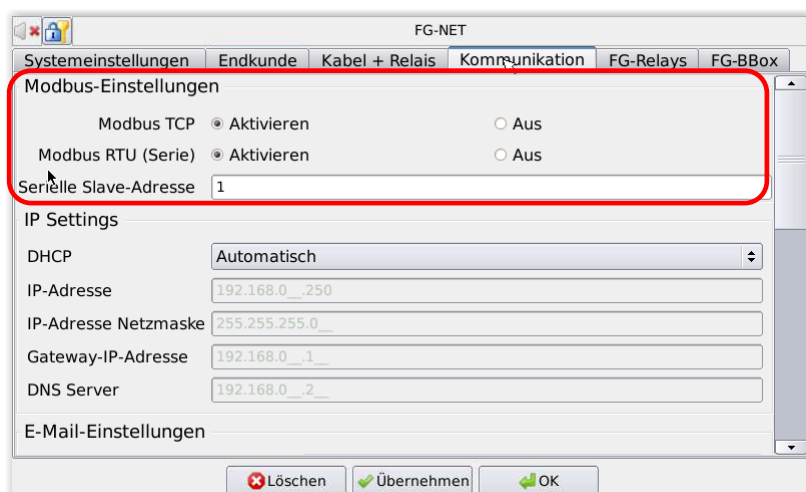 FG-NET
Systemeinstellungen Endkunde Kabel + Relais Kommunikation FG-Relays FG-BBox
Modbus-Einstellungen
Modbus TCP Aktivieren Aus
Modbus RTU (Serie) Aktivieren Aus
Serielle Slave-Adresse 1
IP Settings
DHCP Automatisch
IP-Adresse 192.168.0__.250
IP-Adresse Netzmaske 255.255.255.0__
Gateway-IP-Adresse 192.168.0__.1__
DNS Server 192.168.0__.2__
E-Mail-Einstellungen
Löschen Übernehmen OK